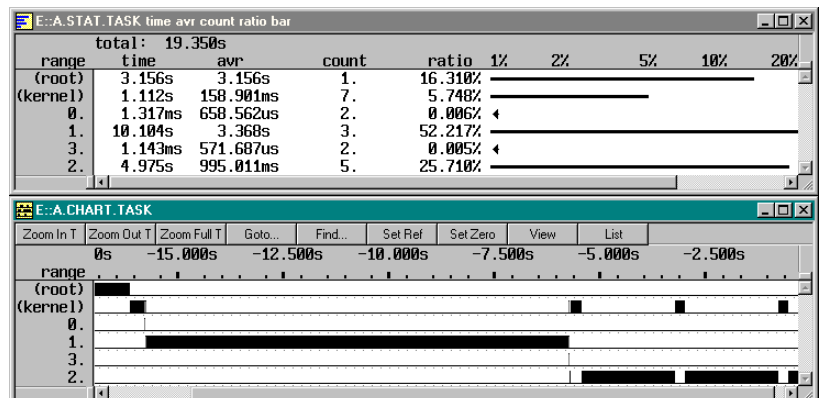 E::A.STAT.TASK time avr count ratio bar
total: 19.350s
range time avr count ratio 1% 2% 5% 10% 20%
(root) 3.156s 3.156s 1. 16.310%
(kernel) 1.112s 158.901ms 7. 5.748%
0. 1.317ms 658.562us 2. 0.006%
1. 10.104s 3.368s 3. 52.217%
3. 1.143ms 571.687us 2. 0.005%
2. 4.975s 995.011ms 5. 25.710%
E::A.CHART.TASK
Zoom In T Zoom Out T Zoom Full T Goto... Find... Set Ref Set Zero View List
0s -15.000s -12.500s -10.000s -7.500s -5.000s -2.500s
range
(root)
(kernel)
0.
1.
3.
2.